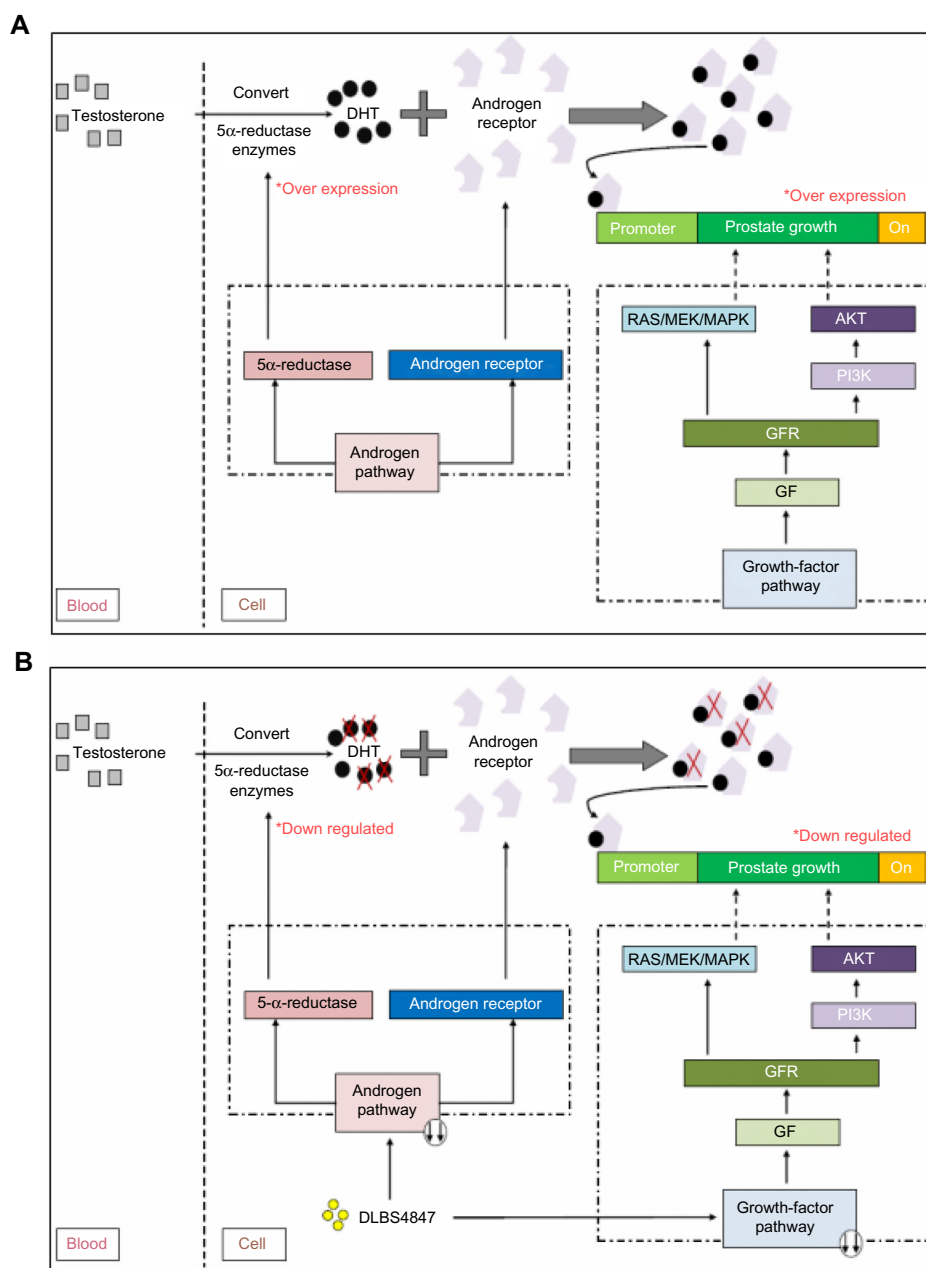 A
Testosterone
Convert
5α-reductase
enzymes
DHT
Androgen
receptor
*Over expression
*Over expression
Promoter
Prostate growth
On
RAS/MEK/MAPK
AKT
5α-reductase
Androgen receptor
PI3K
GFR
Androgen
pathway
GF
Growth-factor
pathway
Blood
Cell
B
Testosterone
Convert
5α-reductase
enzymes
DHT
Androgen
receptor
*Down regulated
*Down regulated
Promoter
Prostate growth
On
RAS/MEK/MAPK
AKT
5-α-reductase
Androgen receptor
PI3K
GFR
Androgen
pathway
GF
DLBS4847
Growth-factor
pathway
Blood
Cell